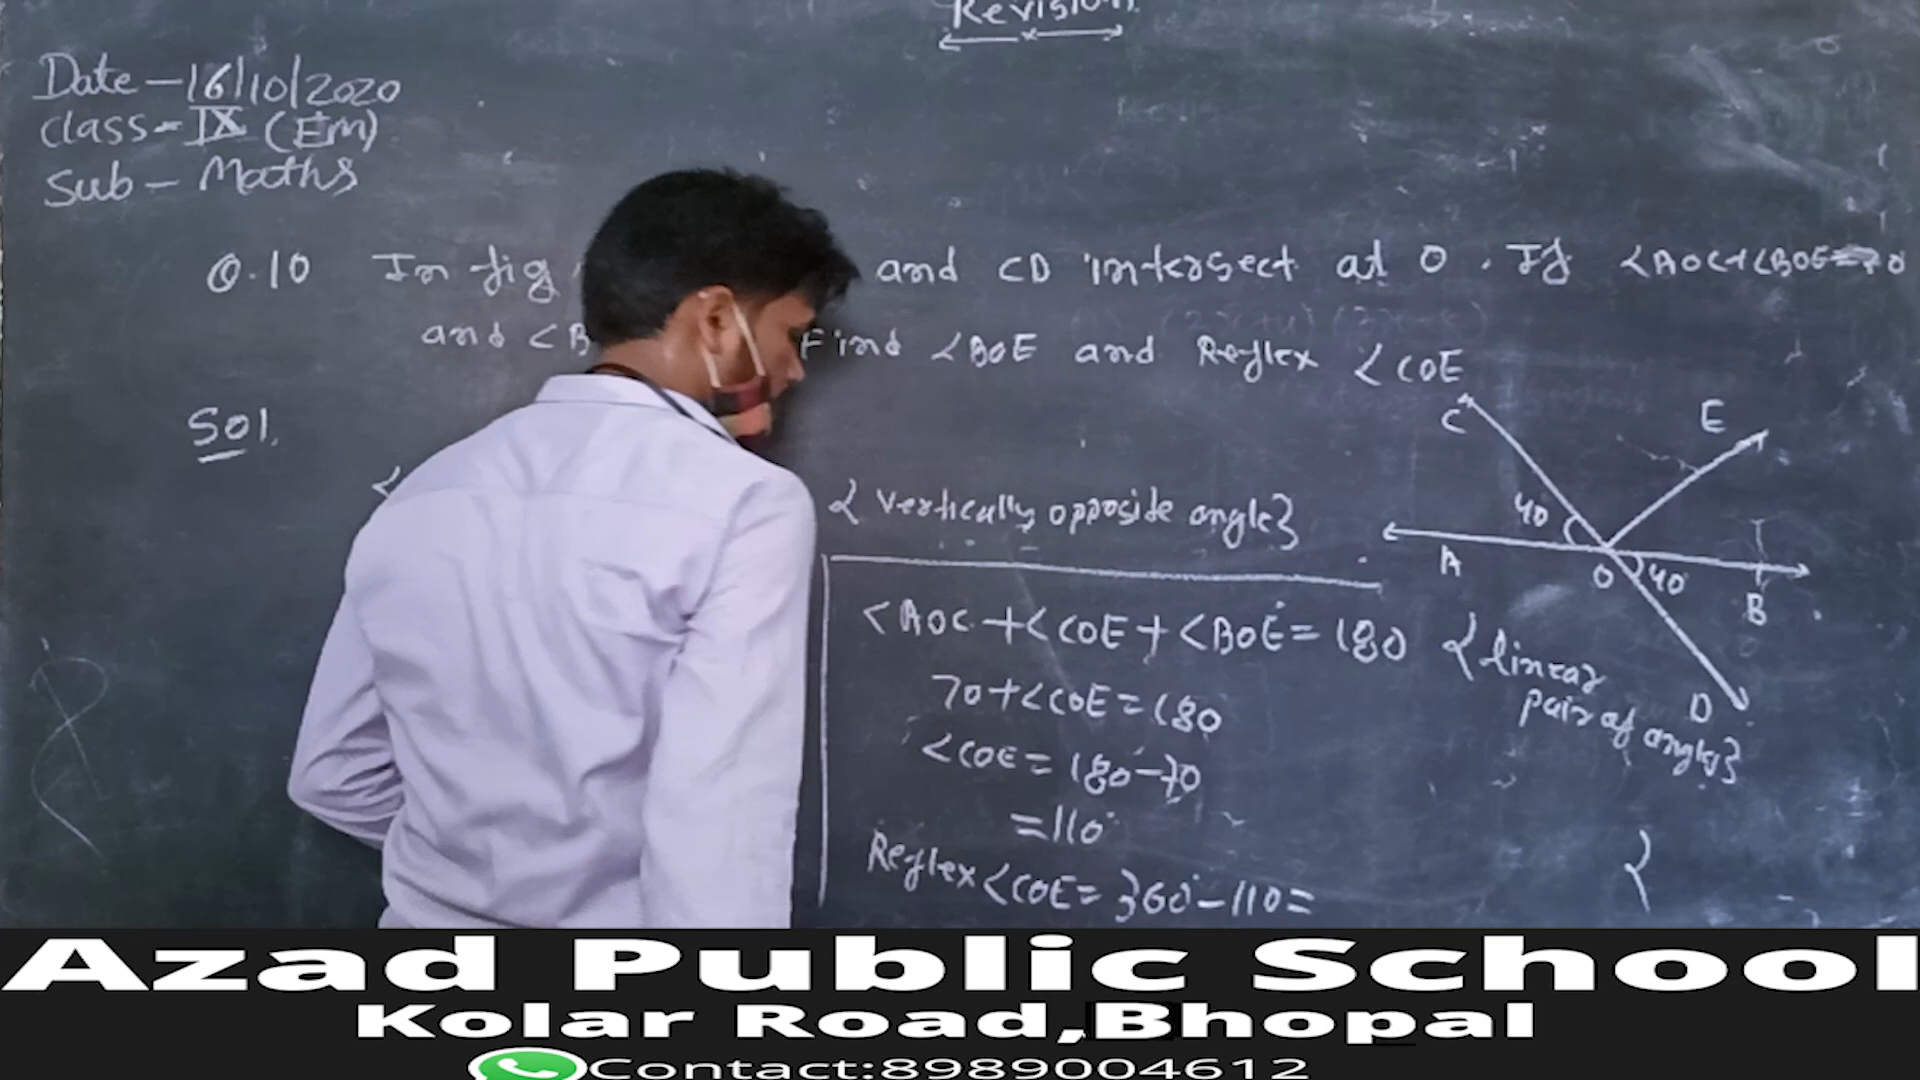 Revision
Date - 16/10/2020
Class - IX (EM)
Sub - Maths
Q.10 In fig and CD intersect at O. If <AOC+<BOE=70
and <B Find <BOE and Reflex <COE
Sol.
<
{ vertically opposite angle}
<AOC+<COE+<BOE=180 { linear
pair of angles}
70+<COE=180
<COE=180-70
=110°
Reflex<COE=360°-110=
{
C
E
40
A
O
40°
B
D
Azad Public School
Kolar Road,Bhopal
Contact:8989004612